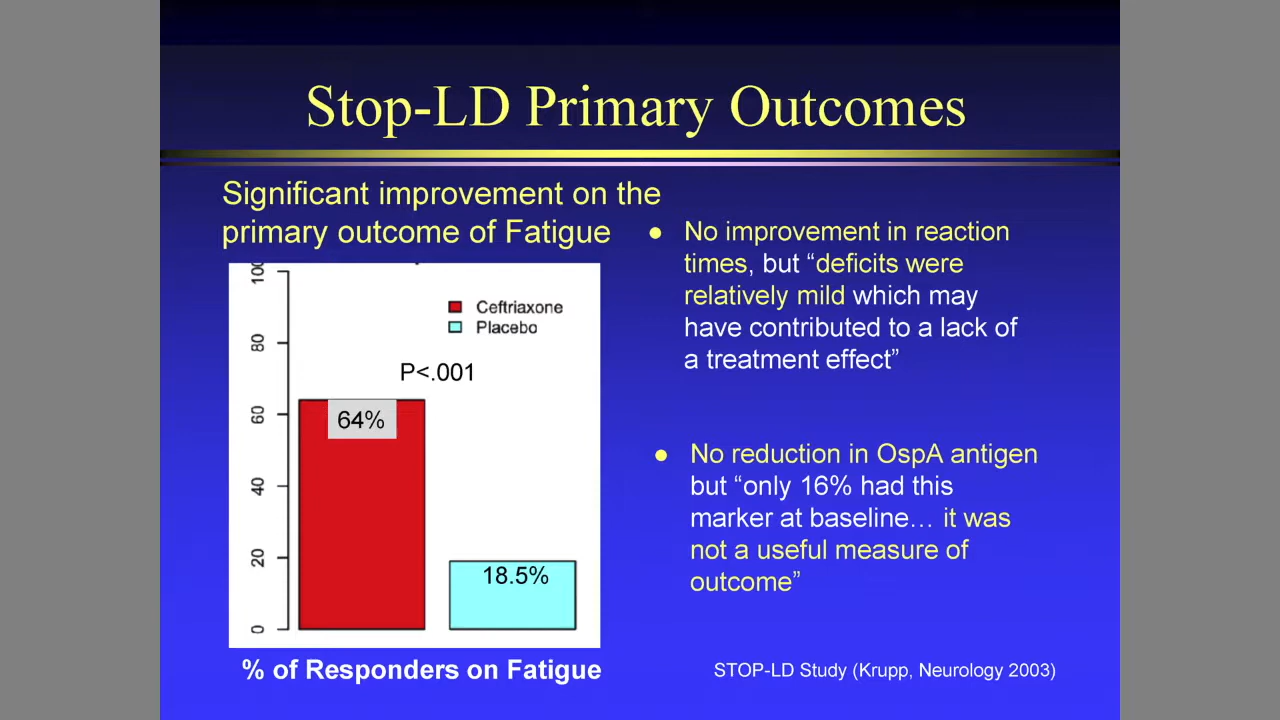 Stop-LD Primary Outcomes
Significant improvement on the
primary outcome of Fatigue
100
80
60
40
20
0
Ceftriaxone
Placebo
P<.001
64%
18.5%
% of Responders on Fatigue
● No improvement in reaction
times, but “deficits were
relatively mild which may
have contributed to a lack of
a treatment effect”
● No reduction in OspA antigen
but “only 16% had this
marker at baseline… it was
not a useful measure of
outcome”
STOP-LD Study (Krupp, Neurology 2003)